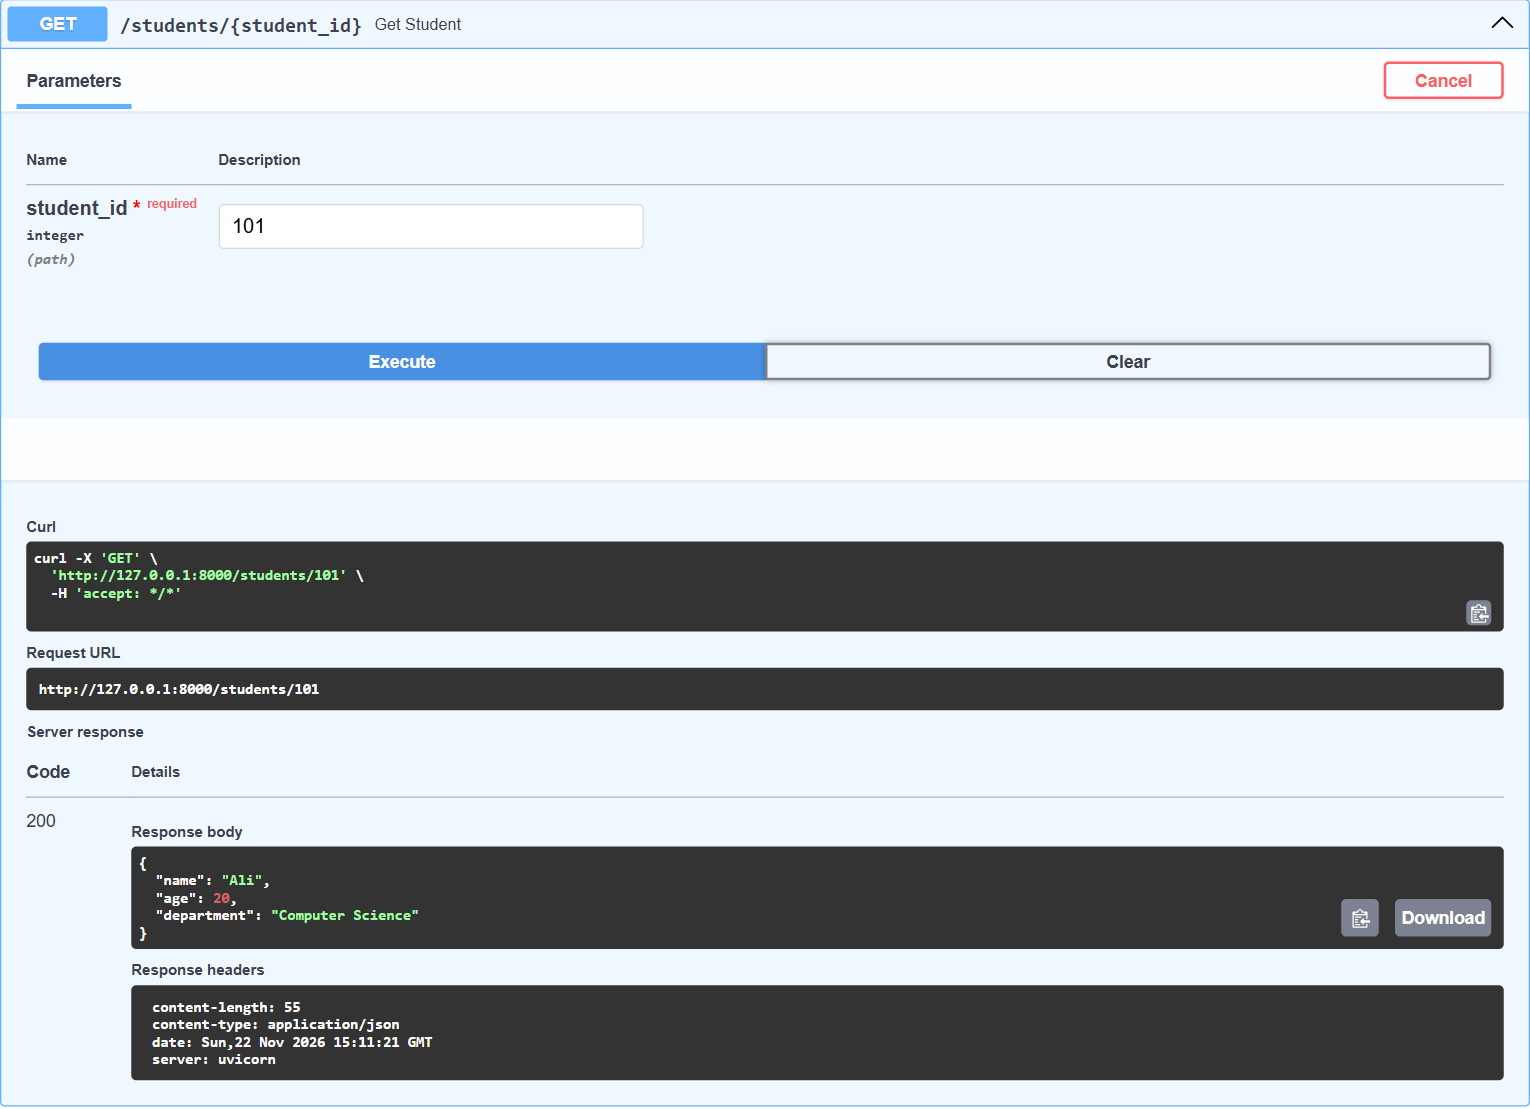 GET /students/{student_id} Get Student
Parameters
Cancel
Name Description
student_id * required
integer
(path)
101
Execute Clear
Curl
curl -X 'GET' \
  'http://127.0.0.1:8000/students/101' \
  -H 'accept: */*'
Request URL
http://127.0.0.1:8000/students/101
Server response
Code Details
200
Response body
{
  "name": "Ali",
  "age": 20,
  "department": "Computer Science"
}
Download
Response headers
content-length: 55
content-type: application/json
date: Sun,22 Nov 2026 15:11:21 GMT
server: uvicorn